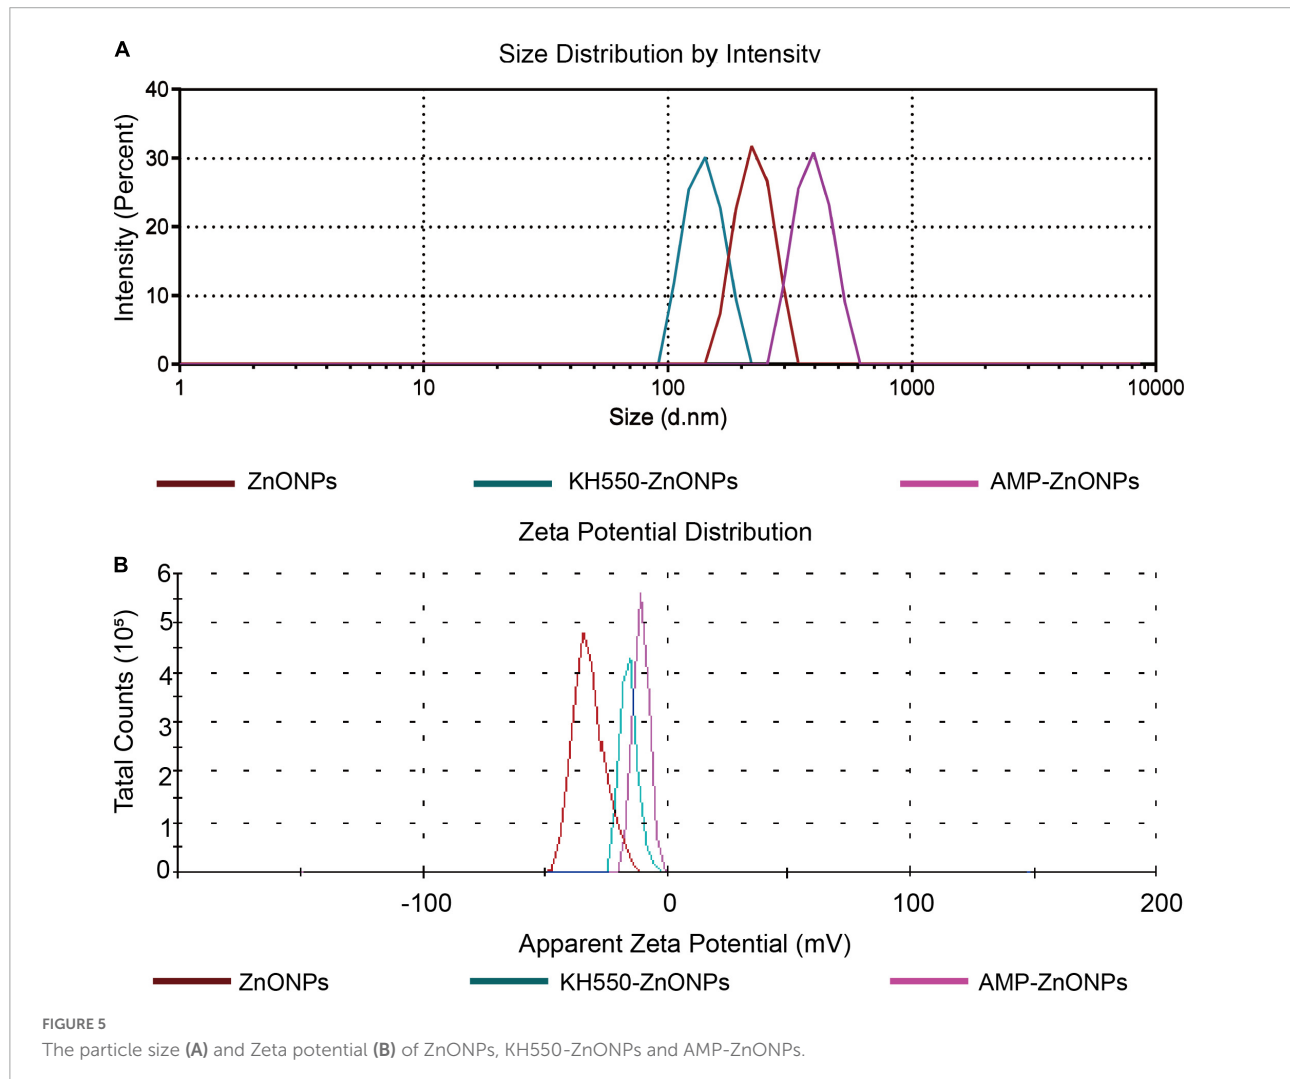 A
Size Distribution by Intensitv
40
30
20
10
0
Intensity (Percent)
1 10 100 1000 10000
Size (d.nm)
ZnONPs KH550-ZnONPs AMP-ZnONPs
Zeta Potential Distribution
B
6
5
4
3
2
1
0
Tatal Counts (10⁵)
-100 0 100 200
Apparent Zeta Potential (mV)
ZnONPs KH550-ZnONPs AMP-ZnONPs
FIGURE 5
The particle size (A) and Zeta potential (B) of ZnONPs, KH550-ZnONPs and AMP-ZnONPs.